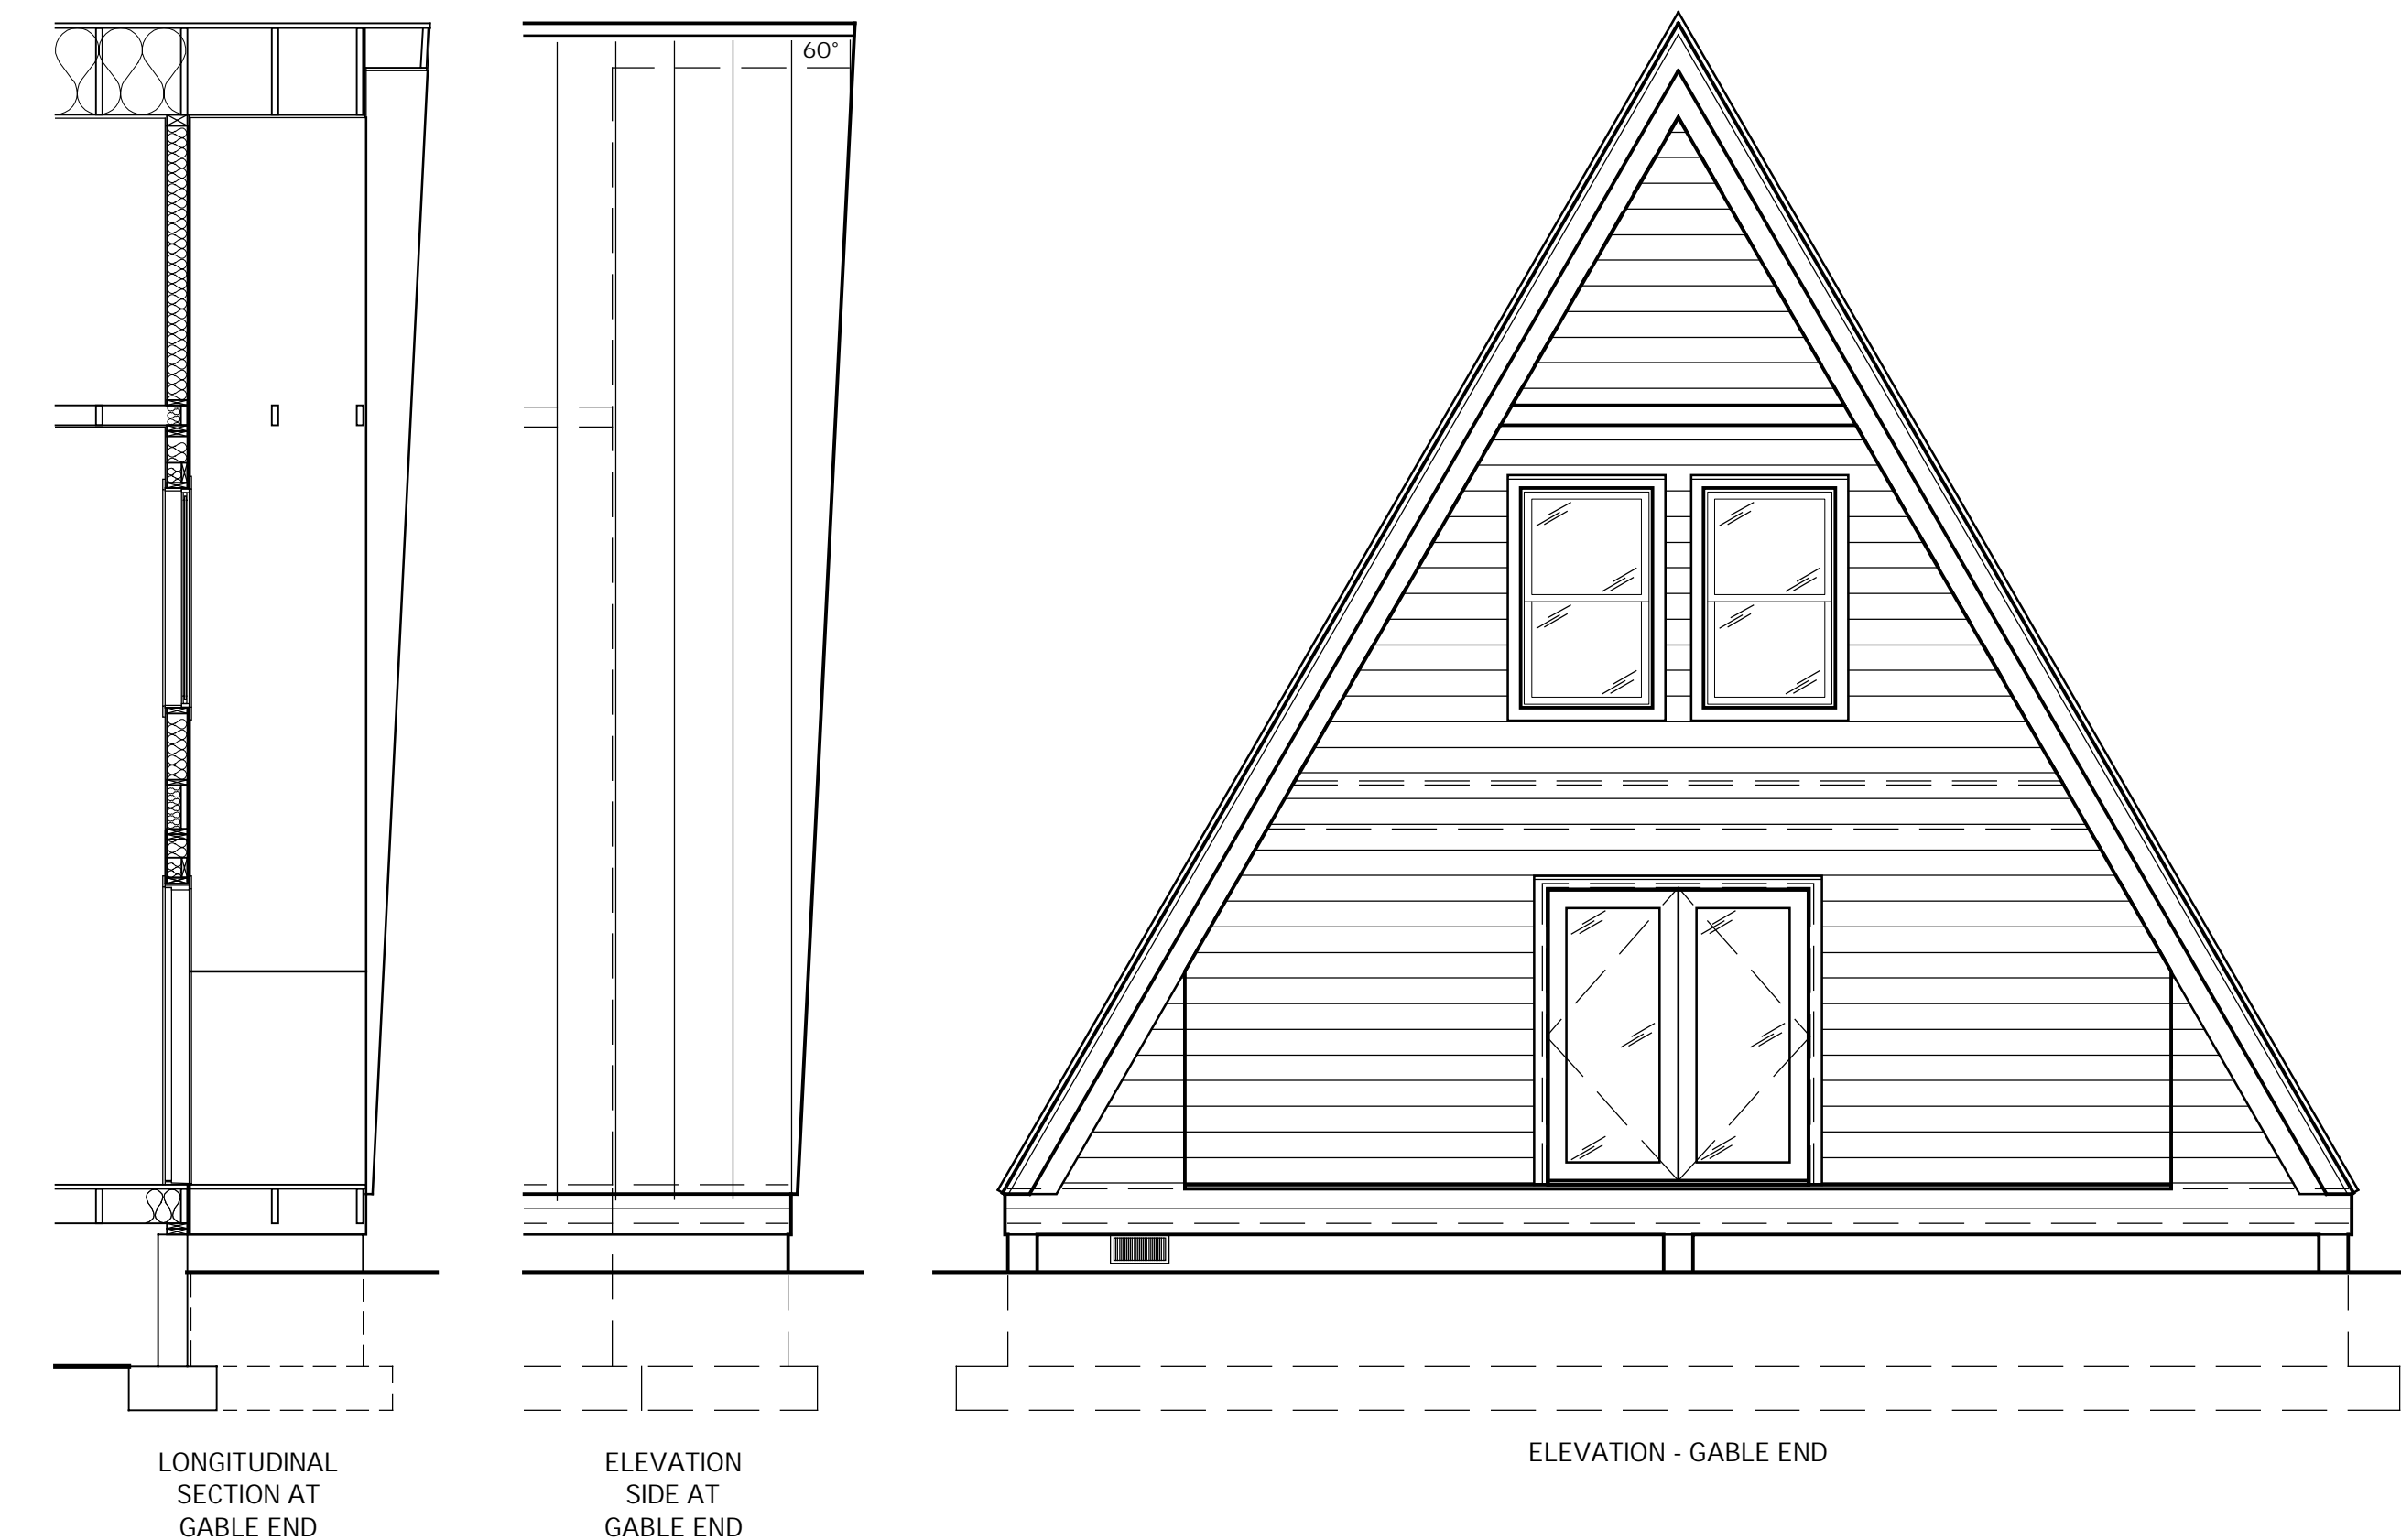 60°
LONGITUDINAL
SECTION AT
GABLE END
ELEVATION
SIDE AT
GABLE END
ELEVATION - GABLE END